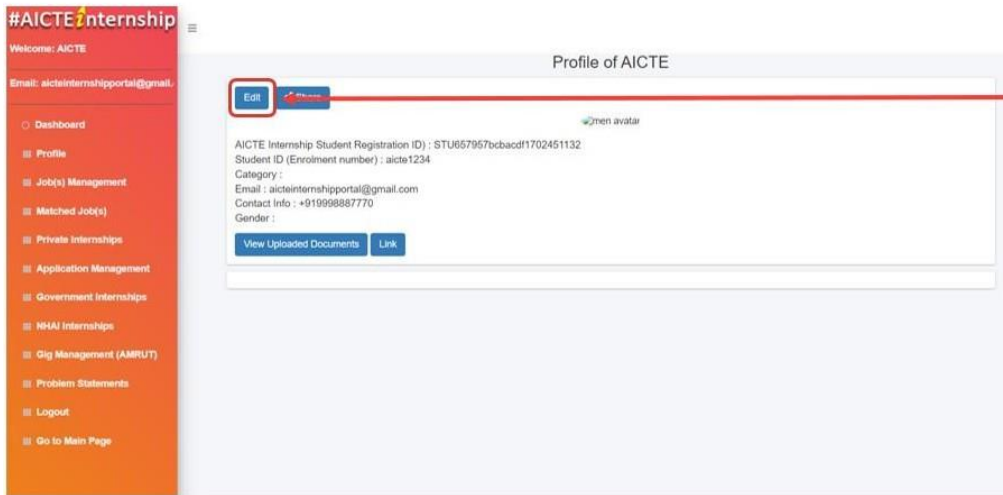 #AICTEinternship
Welcome: AICTE
Email: aicteinternshipportal@gmail.
Dashboard
Profile
Job(s) Management
Matched Job(s)
Private Internships
Application Management
Government Internships
NHAI Internships
Gig Management (AMRUT)
Problem Statements
Logout
Go to Main Page
Profile of AICTE
Edit Share
men avatar
AICTE Internship Student Registration ID) : STU657957bcbacdf1702451132
Student ID (Enrolment number) : aicte1234
Category :
Email : aicteinternshipportal@gmail.com
Contact Info : +919998887770
Gender :
View Uploaded Documents Link